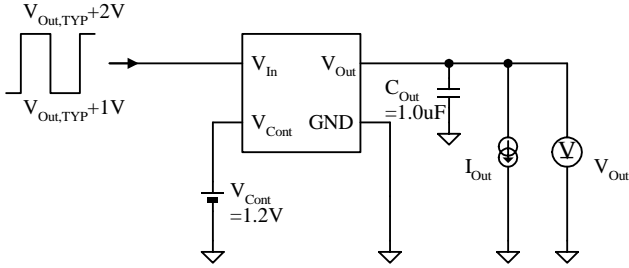 V_Out,TYP+2V
V_Out,TYP+1V
V_In
V_Out
V_Cont
GND
C_Out
=1.0uF
V_Cont
=1.2V
I_Out
V
V_Out